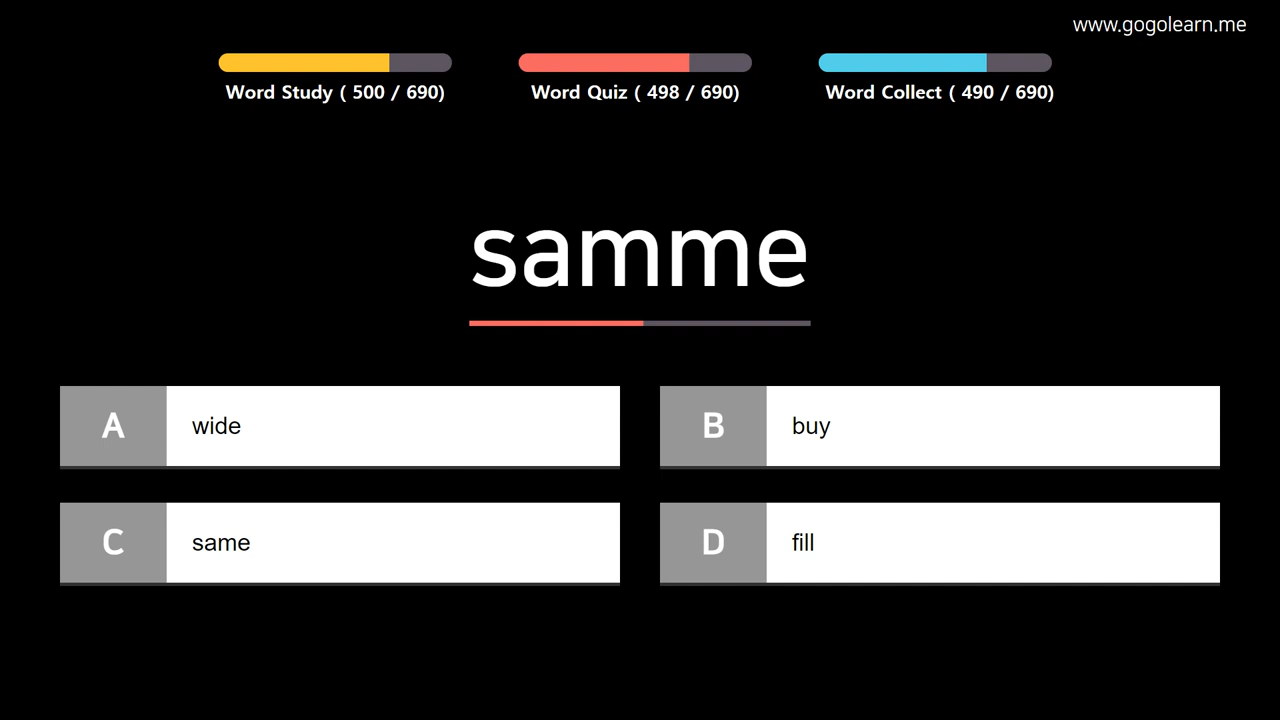 www.gogolearn.me
Word Study ( 500 / 690)
Word Quiz ( 498 / 690)
Word Collect ( 490 / 690)
samme
A wide
B buy
C same
D fill